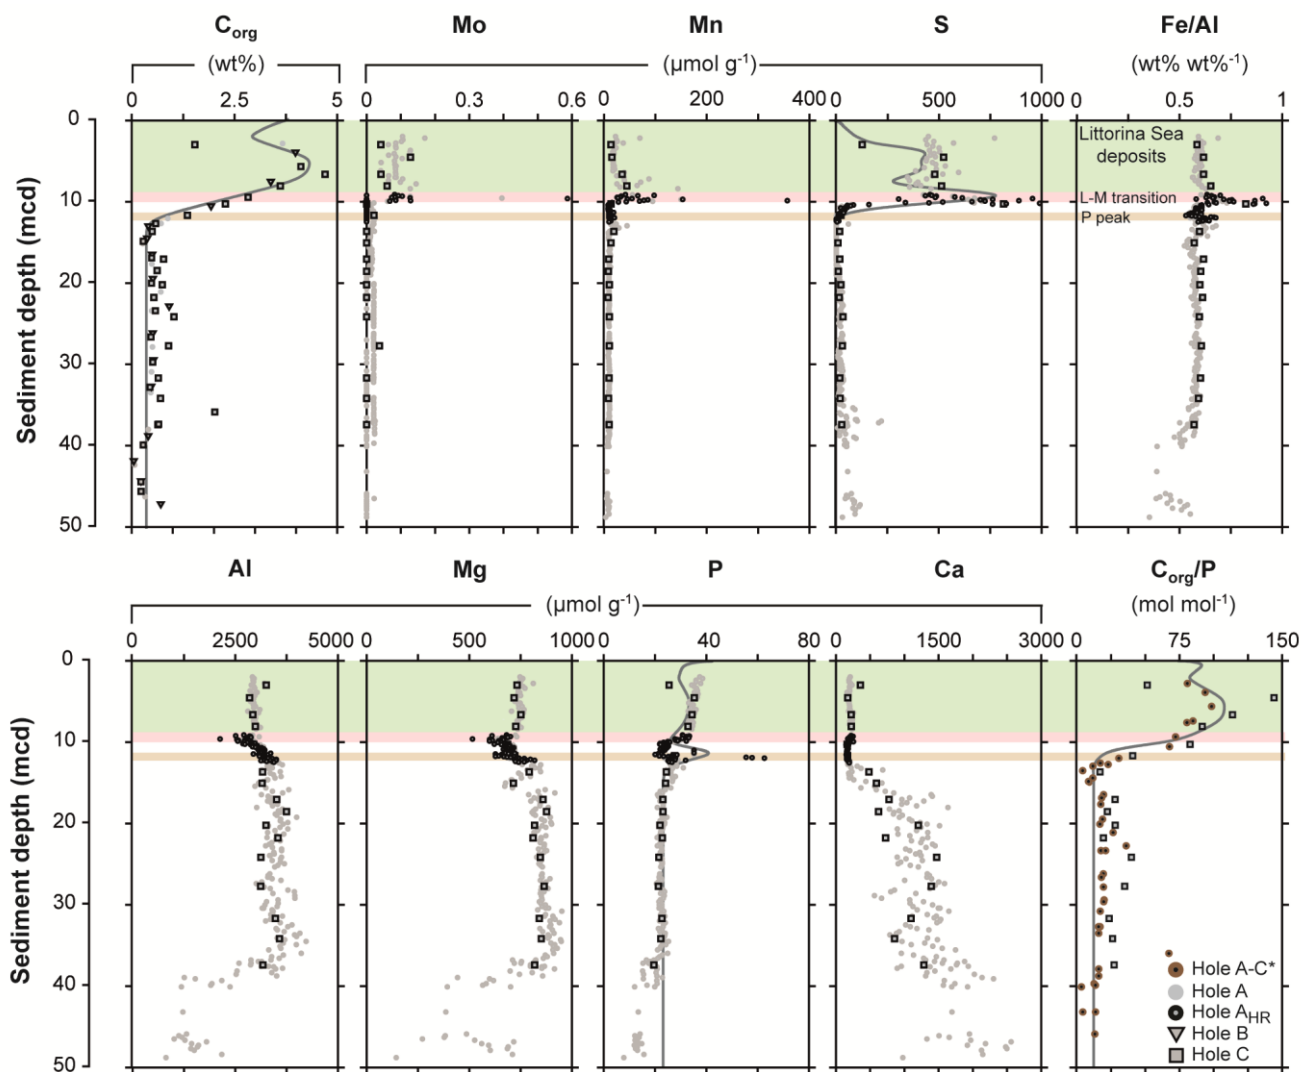 C_org Mo Mn S Fe/Al
(wt%) (µmol g⁻¹) (wt% wt%⁻¹)
0 2.5 5 0 0.3 0.6 0 200 400 0 500 1000 0 0.5 1
Sediment depth (mcd)
0
10
20
30
40
50
Littorina Sea
deposits
L-M transition
P peak
Al Mg P Ca C_org/P
(µmol g⁻¹) (mol mol⁻¹)
0 2500 5000 0 500 1000 0 40 80 0 1500 3000 0 75 150
Sediment depth (mcd)
0
10
20
30
40
50
Hole A-C*
Hole A
Hole A_HR
Hole B
Hole C